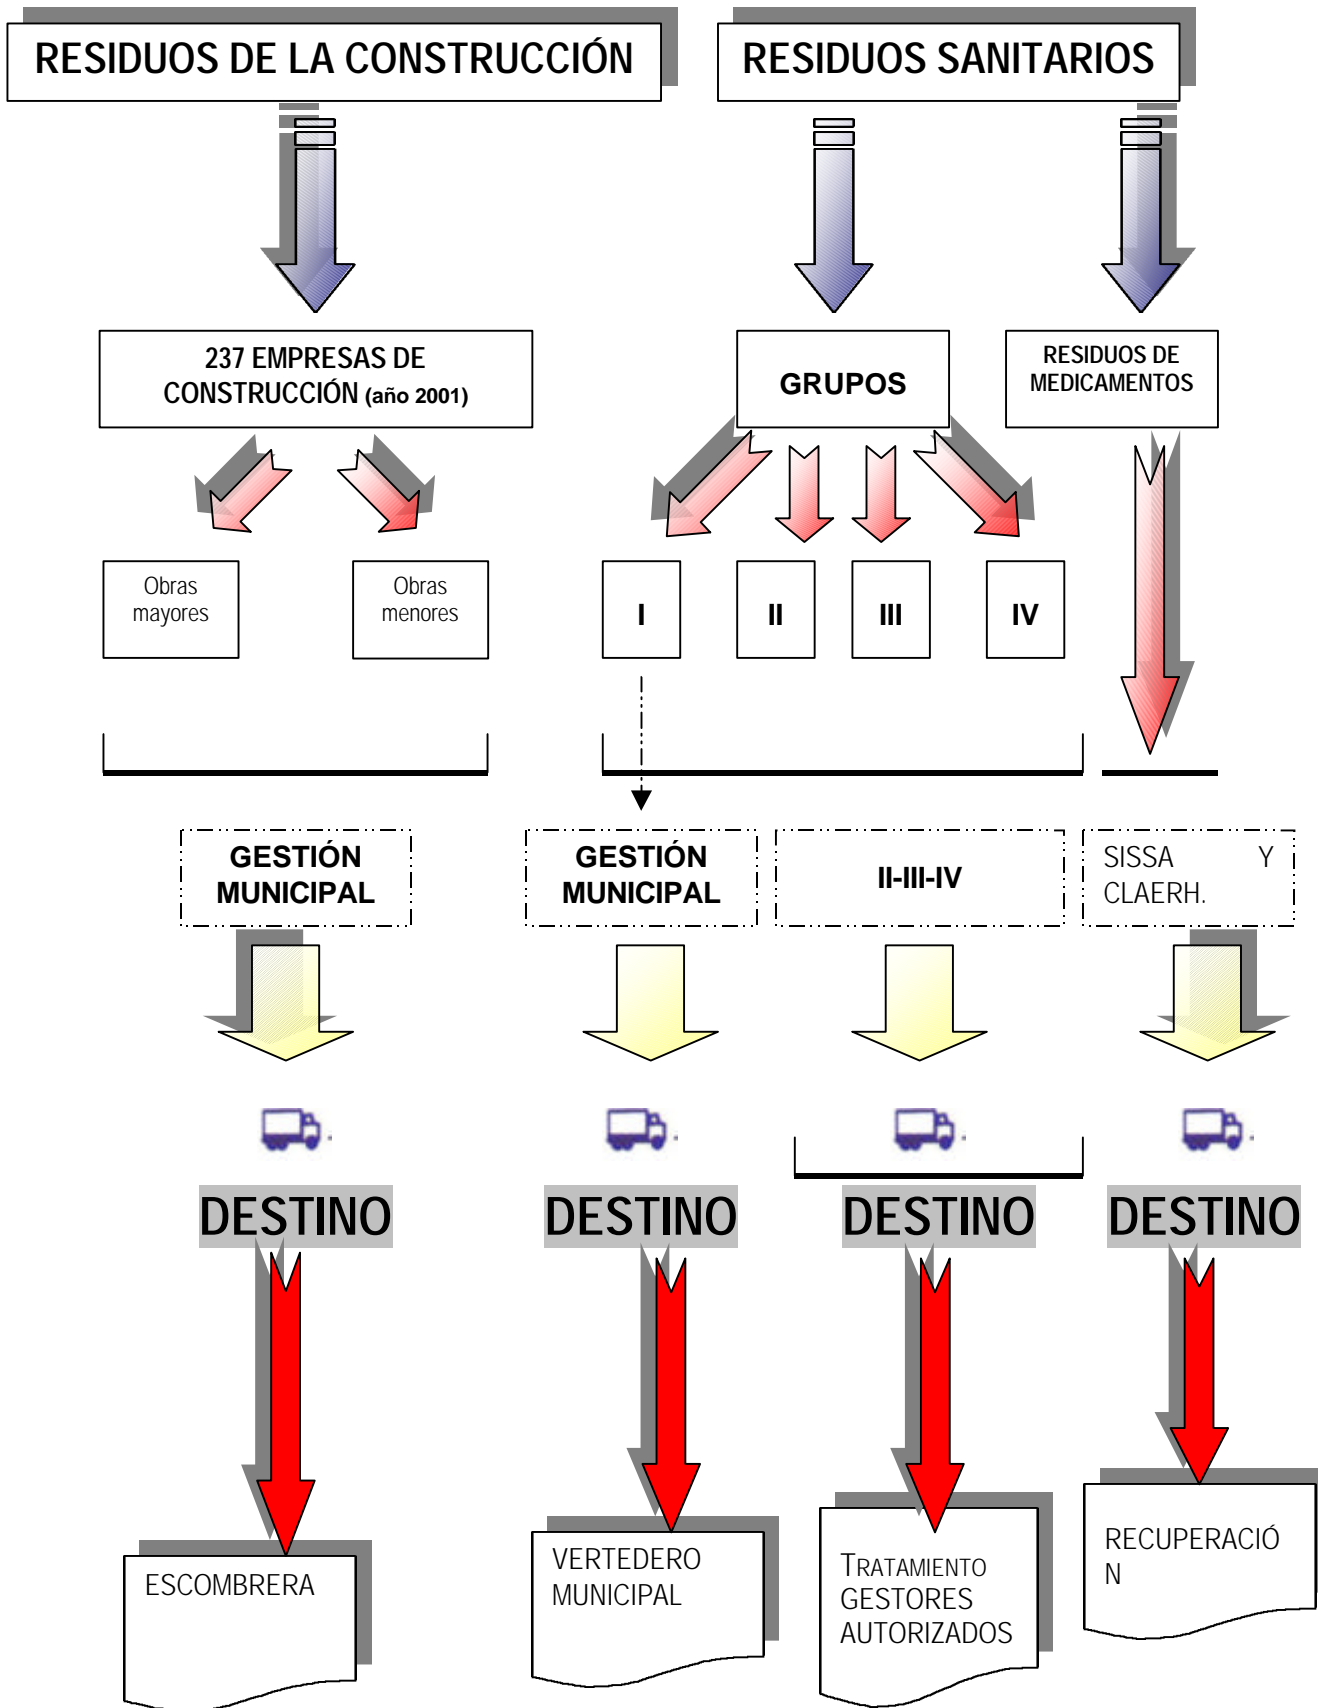 RESIDUOS DE LA CONSTRUCCIÓN
RESIDUOS SANITARIOS
237 EMPRESAS DE
CONSTRUCCIÓN (año 2001)
GRUPOS
RESIDUOS DE
MEDICAMENTOS
Obras
mayores
Obras
menores
I
II
III
IV
GESTIÓN
MUNICIPAL
GESTIÓN
MUNICIPAL
II-III-IV
SISSA Y
CLAERH.
DESTINO
DESTINO
DESTINO
DESTINO
ESCOMBRERA
VERTEDERO
MUNICIPAL
TRATAMIENTO
GESTORES
AUTORIZADOS
RECUPERACIÓ
N